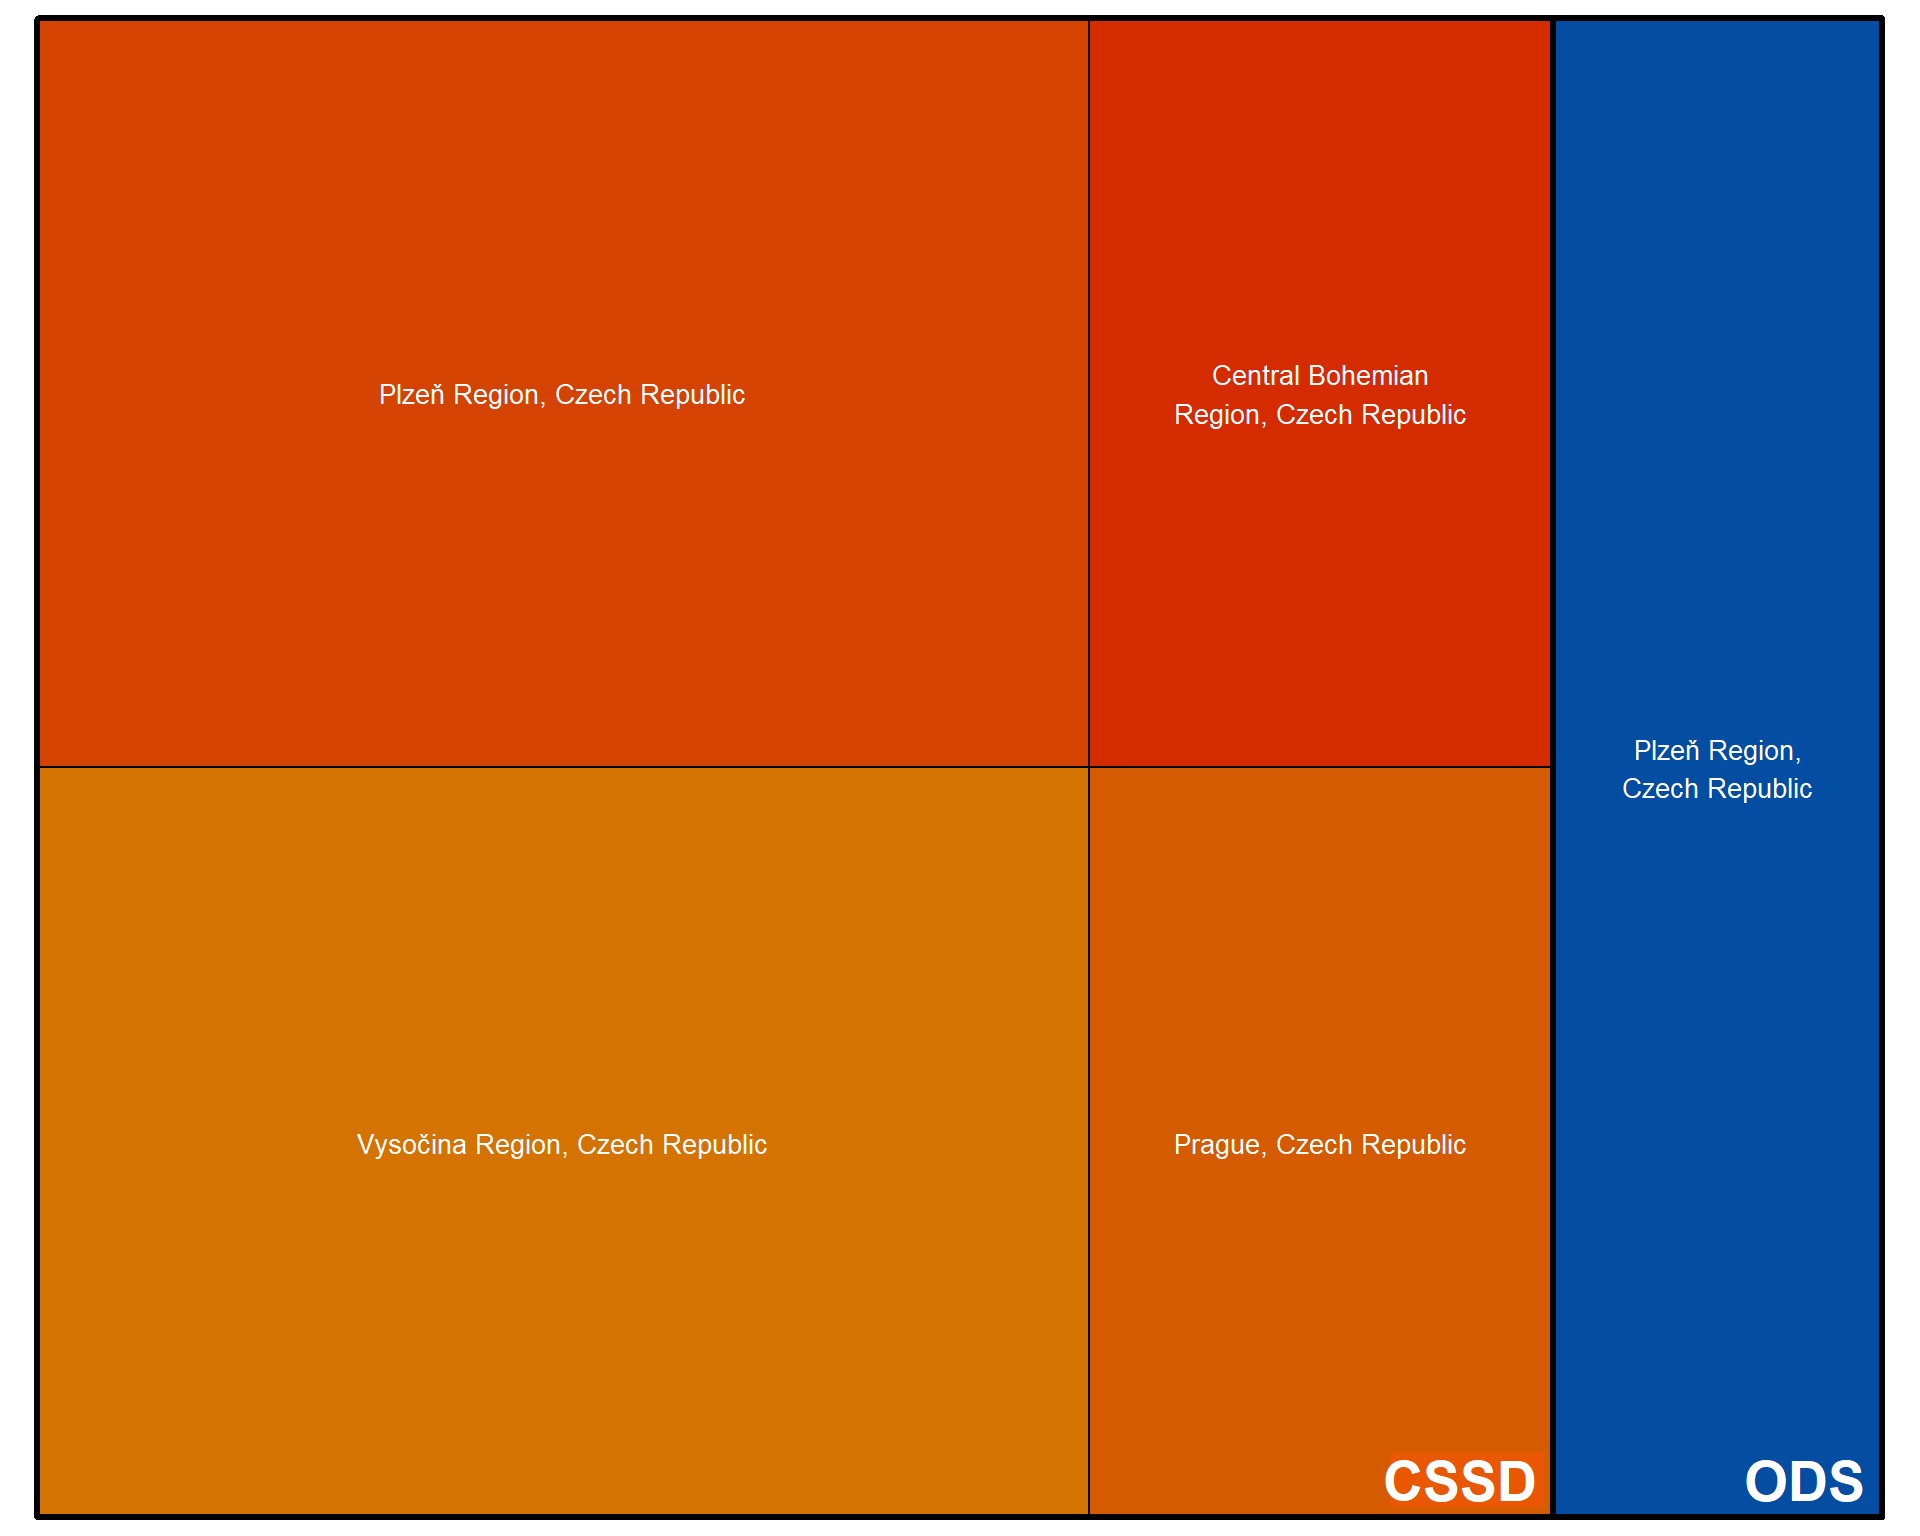 Plzeň Region, Czech Republic
Central Bohemian
Region, Czech Republic
Plzeň Region,
Czech Republic
Vysočina Region, Czech Republic
Prague, Czech Republic
CSSD
ODS